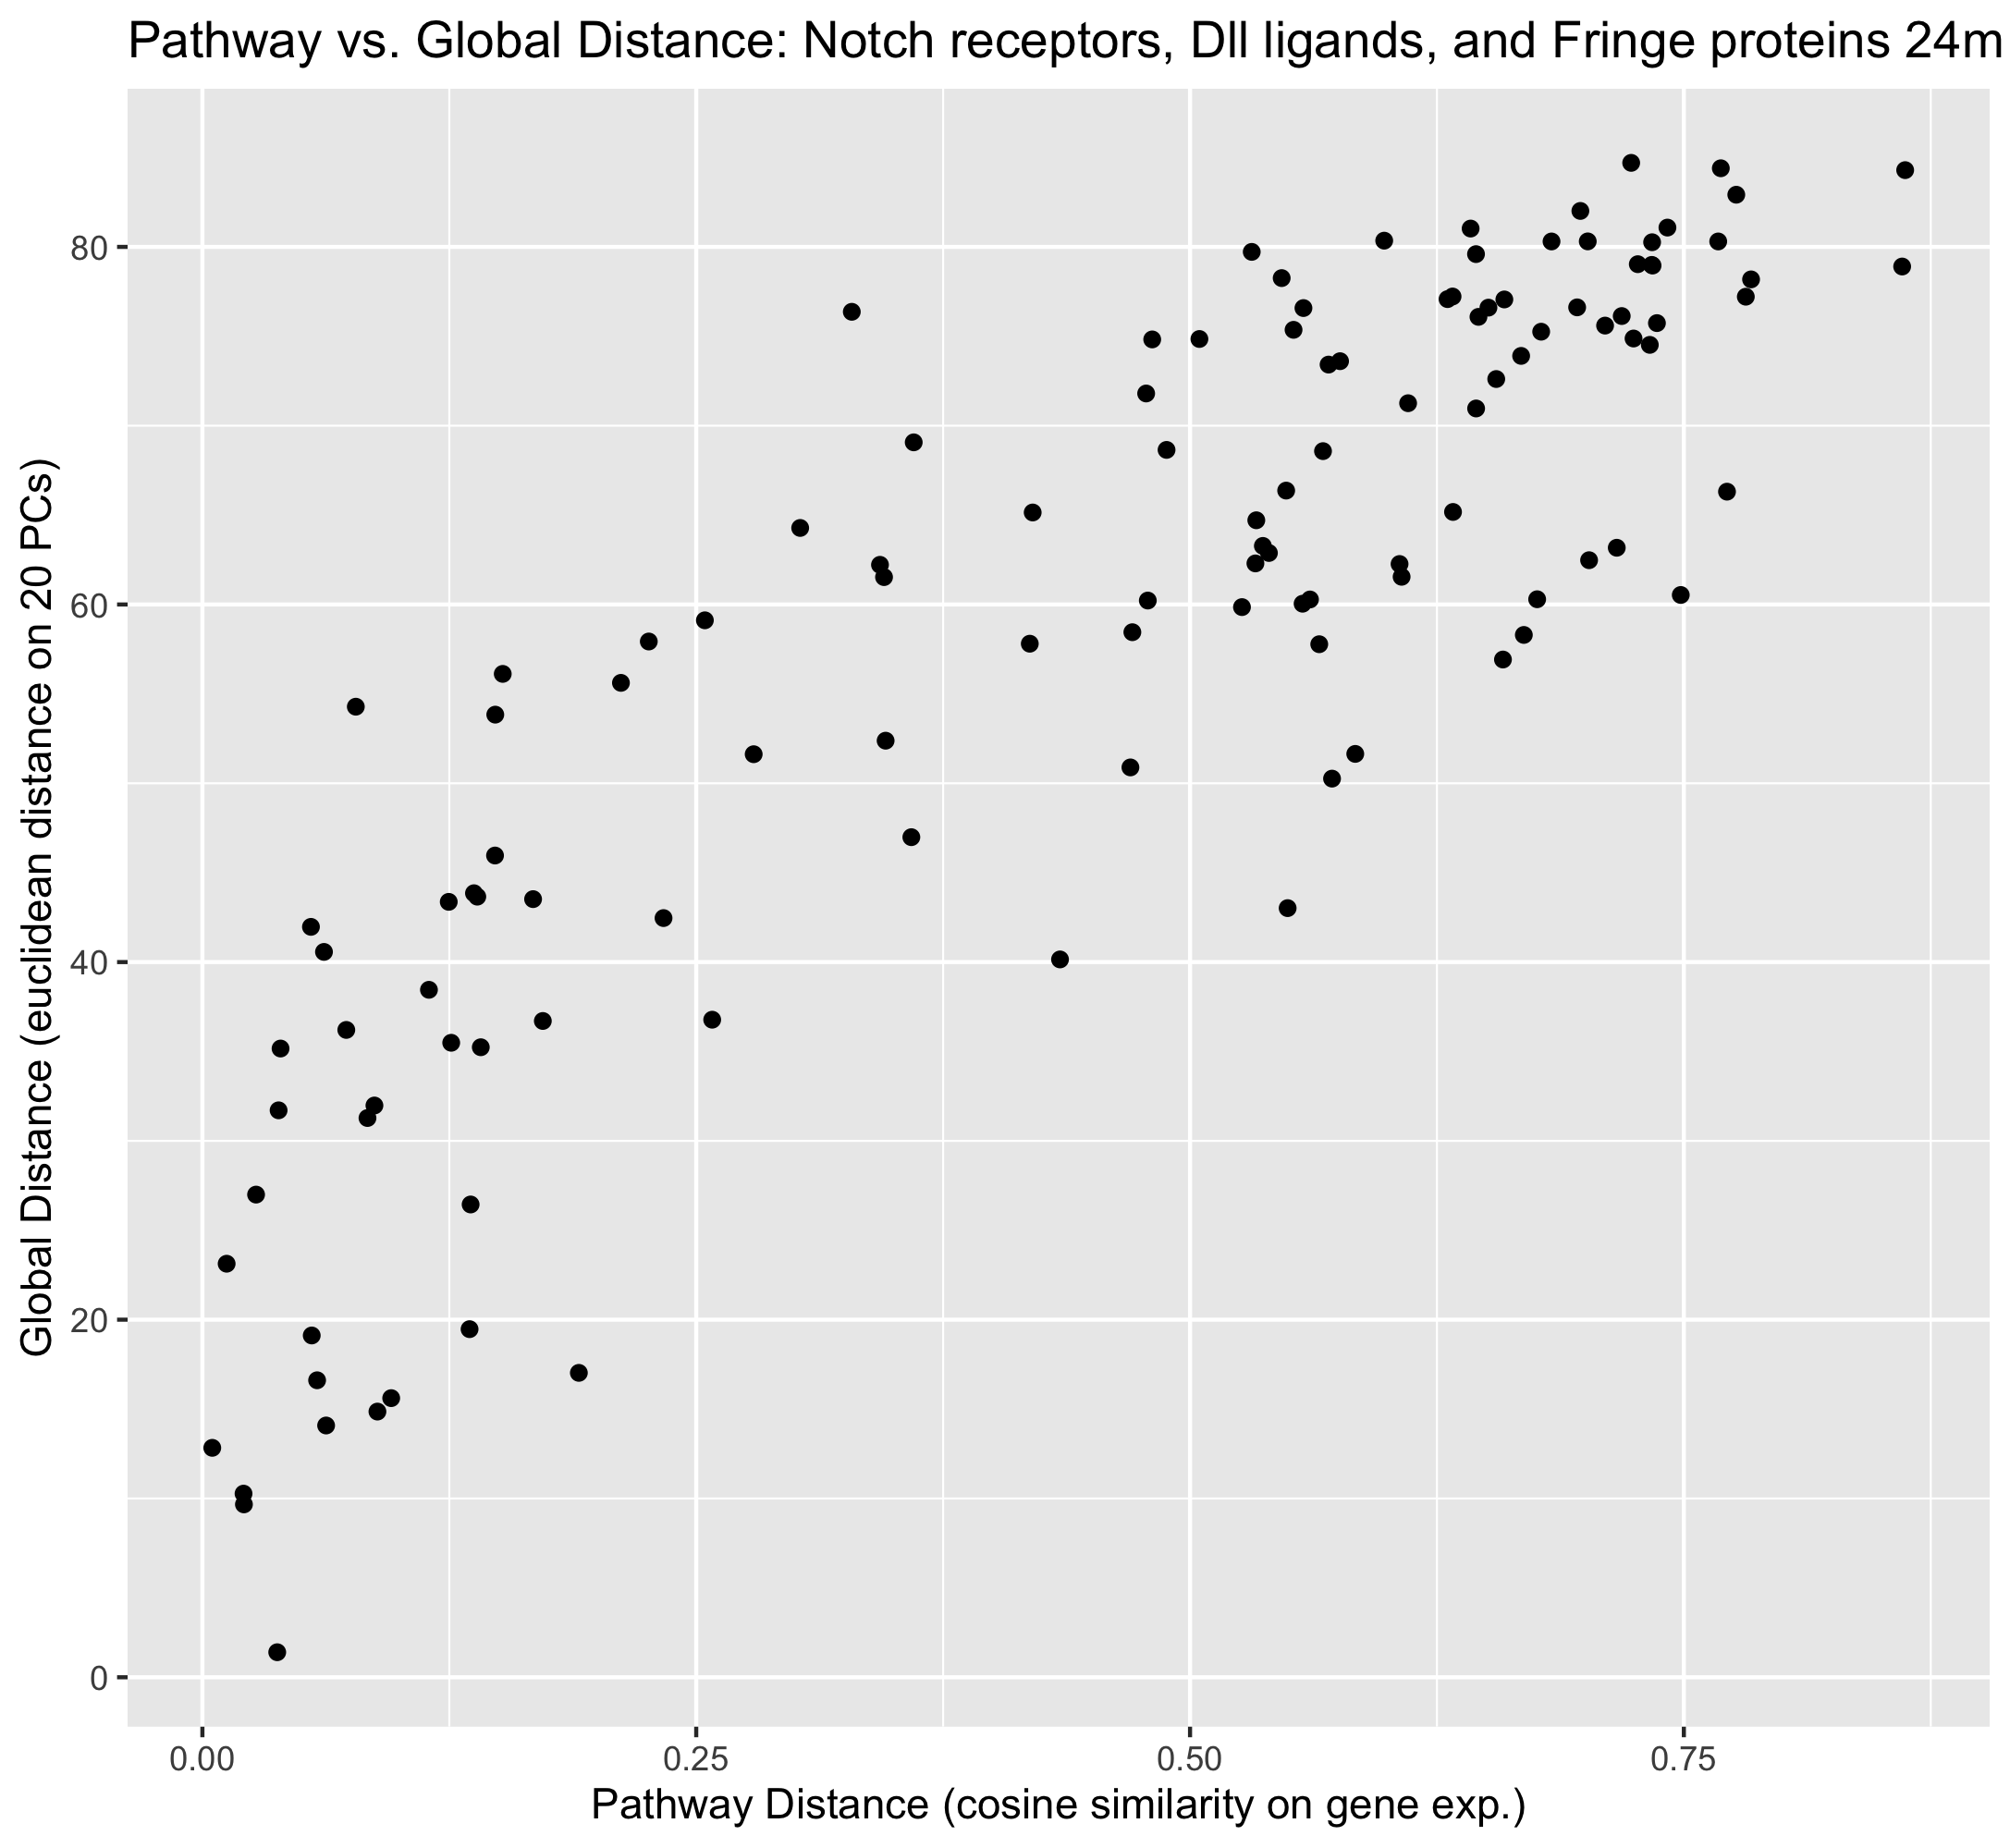 Pathway vs. Global Distance: Notch receptors, Dll ligands, and Fringe proteins 24m
Global Distance (euclidean distance on 20 PCs)
80
60
40
20
0
0.00 0.25 0.50 0.75
Pathway Distance (cosine similarity on gene exp.)